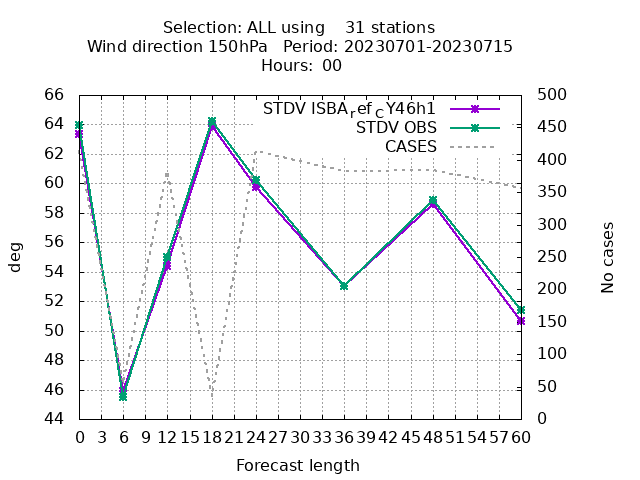 Selection: ALL using    31 stations
Wind direction 150hPa   Period: 20230701-20230715
Hours: 00
66
64
62
60
58
56
54
52
50
48
46
44
500
450
400
350
300
250
200
150
100
50
0
STDV ISBAref CY46h1
STDV OBS
CASES
deg
No cases
0 3 6 9 12 15 18 21 24 27 30 33 36 39 42 45 48 51 54 57 60
Forecast length